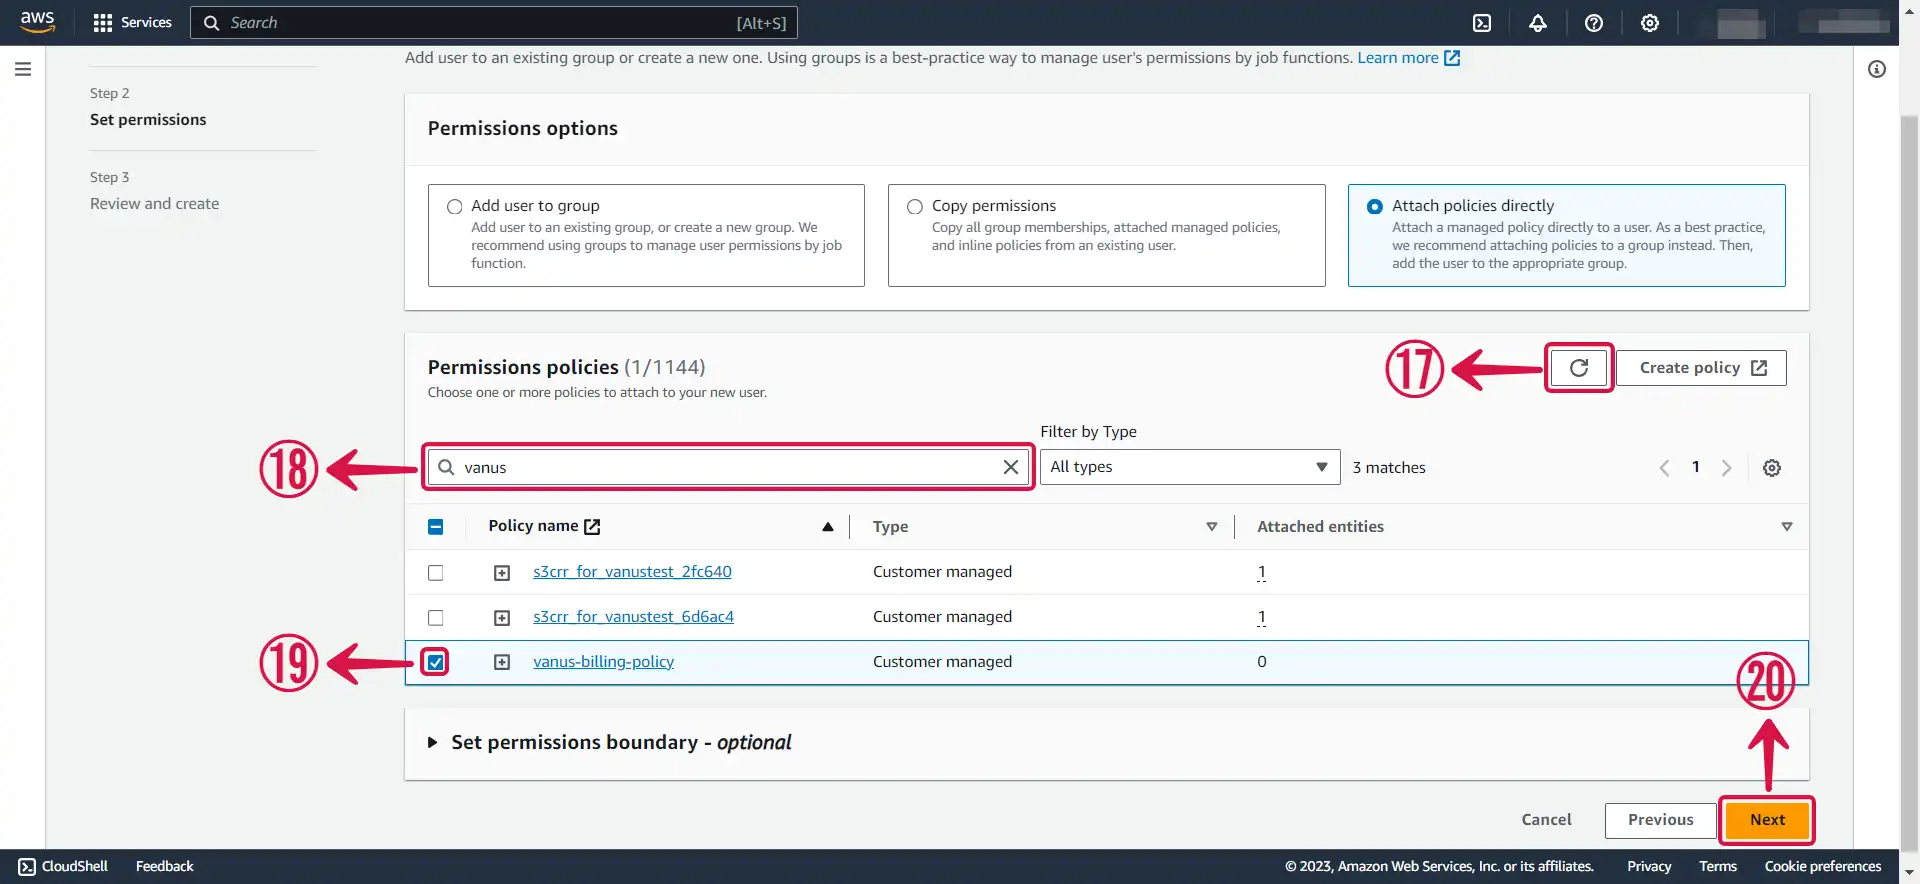 aws
Services
Search
[Alt+S]
Add user to an existing group or create a new one. Using groups is a best-practice way to manage user's permissions by job functions. Learn more
Step 2
Set permissions
Step 3
Review and create
Permissions options
Add user to group
Add user to an existing group, or create a new group. We
recommend using groups to manage user permissions by job
function.
Copy permissions
Copy all group memberships, attached managed policies,
and inline policies from an existing user.
Attach policies directly
Attach a managed policy directly to a user. As a best practice,
we recommend attaching policies to a group instead. Then,
add the user to the appropriate group.
Permissions policies (1/1144)
Choose one or more policies to attach to your new user.
17
Create policy
Filter by Type
18
vanus
All types
3 matches
1
Policy name
Type
Attached entities
s3crr_for_vanustest_2fc640
Customer managed
1
s3crr_for_vanustest_6d6ac4
Customer managed
1
19
vanus-billing-policy
Customer managed
0
20
Set permissions boundary - optional
Cancel
Previous
Next
CloudShell
Feedback
© 2023, Amazon Web Services, Inc. or its affiliates.
Privacy
Terms
Cookie preferences